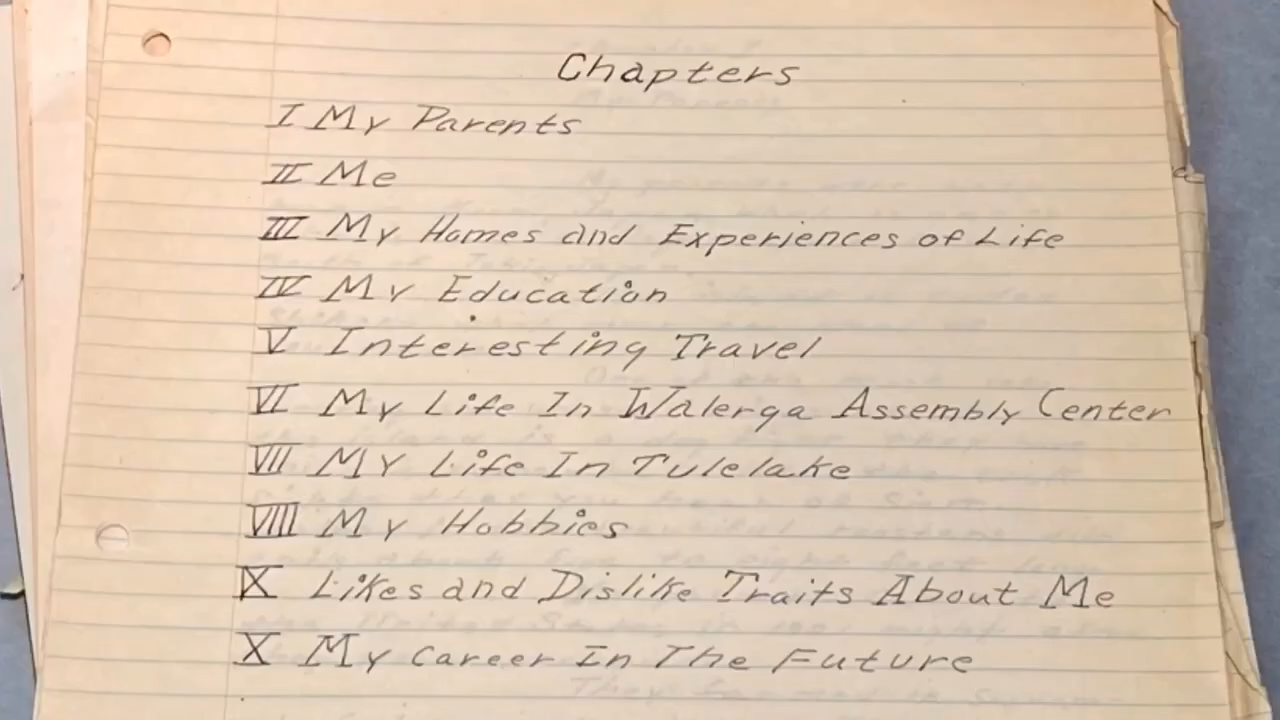 Chapters
I My Parents
II Me
III My Homes and Experiences of Life
IV My Education
V Interesting Travel
VI My Life In Walerga Assembly Center
VII My Life In Tulelake
VIII My Hobbies
IX Likes and Dislike Traits About Me
X My Career In The Future